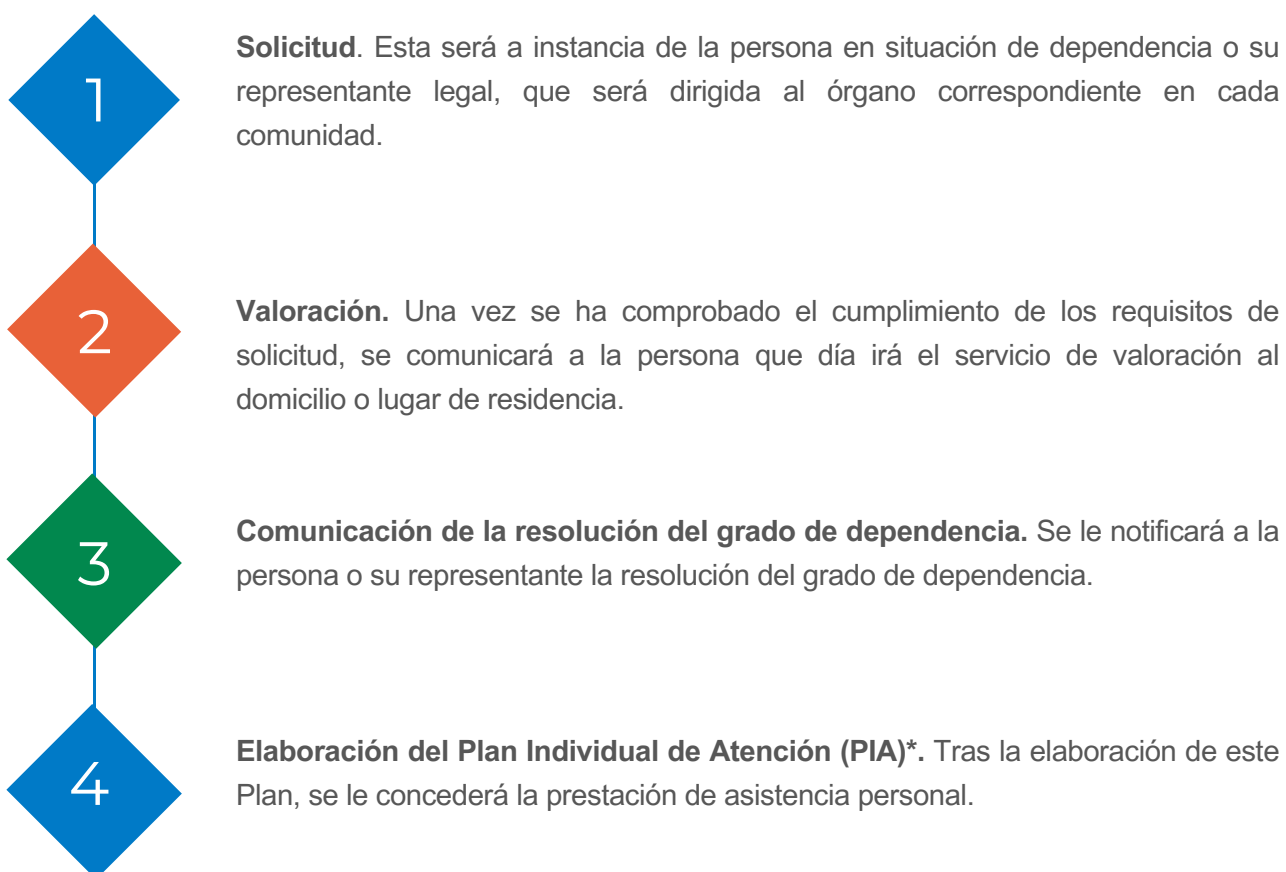 1
Solicitud. Esta será a instancia de la persona en situación de dependencia o su
representante legal, que será dirigida al órgano correspondiente en cada
comunidad.
2
Valoración. Una vez se ha comprobado el cumplimiento de los requisitos de
solicitud, se comunicará a la persona que día irá el servicio de valoración al
domicilio o lugar de residencia.
3
Comunicación de la resolución del grado de dependencia. Se le notificará a la
persona o su representante la resolución del grado de dependencia.
4
Elaboración del Plan Individual de Atención (PIA)*. Tras la elaboración de este
Plan, se le concederá la prestación de asistencia personal.